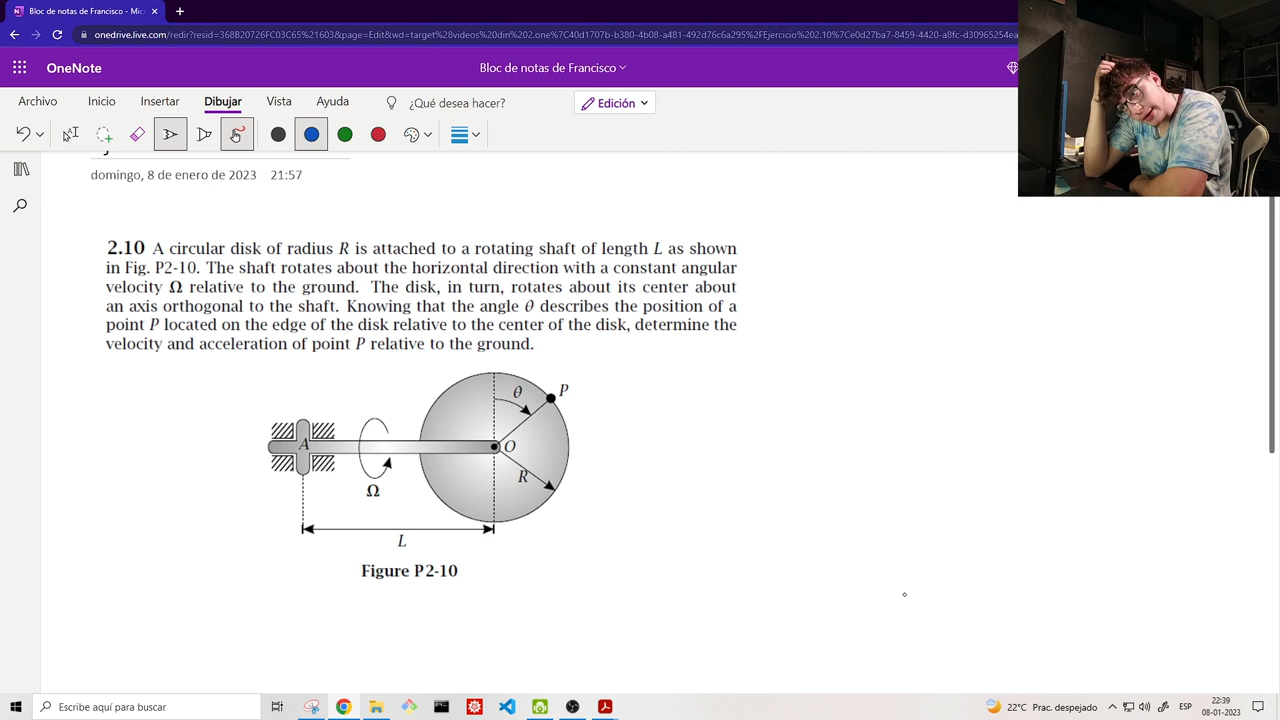 Bloc de notas de Francisco - Mic
onedrive.live.com/redir?resid=368B20726FC03C65%21603&page=Edit&wd=target%28videos%20din%202.one%7C40d1707b-b380-4b08-a481-492d76c6a295%2FEjercicio%202.10%7Ce0d27ba7-8459-4420-a8fc-d30965254ea
OneNote
Bloc de notas de Francisco
Archivo Inicio Insertar Dibujar Vista Ayuda ¿Qué desea hacer? Edición
domingo, 8 de enero de 2023 21:57
2.10 A circular disk of radius R is attached to a rotating shaft of length L as shown
in Fig. P2-10. The shaft rotates about the horizontal direction with a constant angular
velocity Ω relative to the ground. The disk, in turn, rotates about its center about
an axis orthogonal to the shaft. Knowing that the angle θ describes the position of a
point P located on the edge of the disk relative to the center of the disk, determine the
velocity and acceleration of point P relative to the ground.
θ P
A O
R
Ω
L
Figure P2-10
Escribe aquí para buscar
22°C Prac. despejado ESP 22:39
08-01-2023